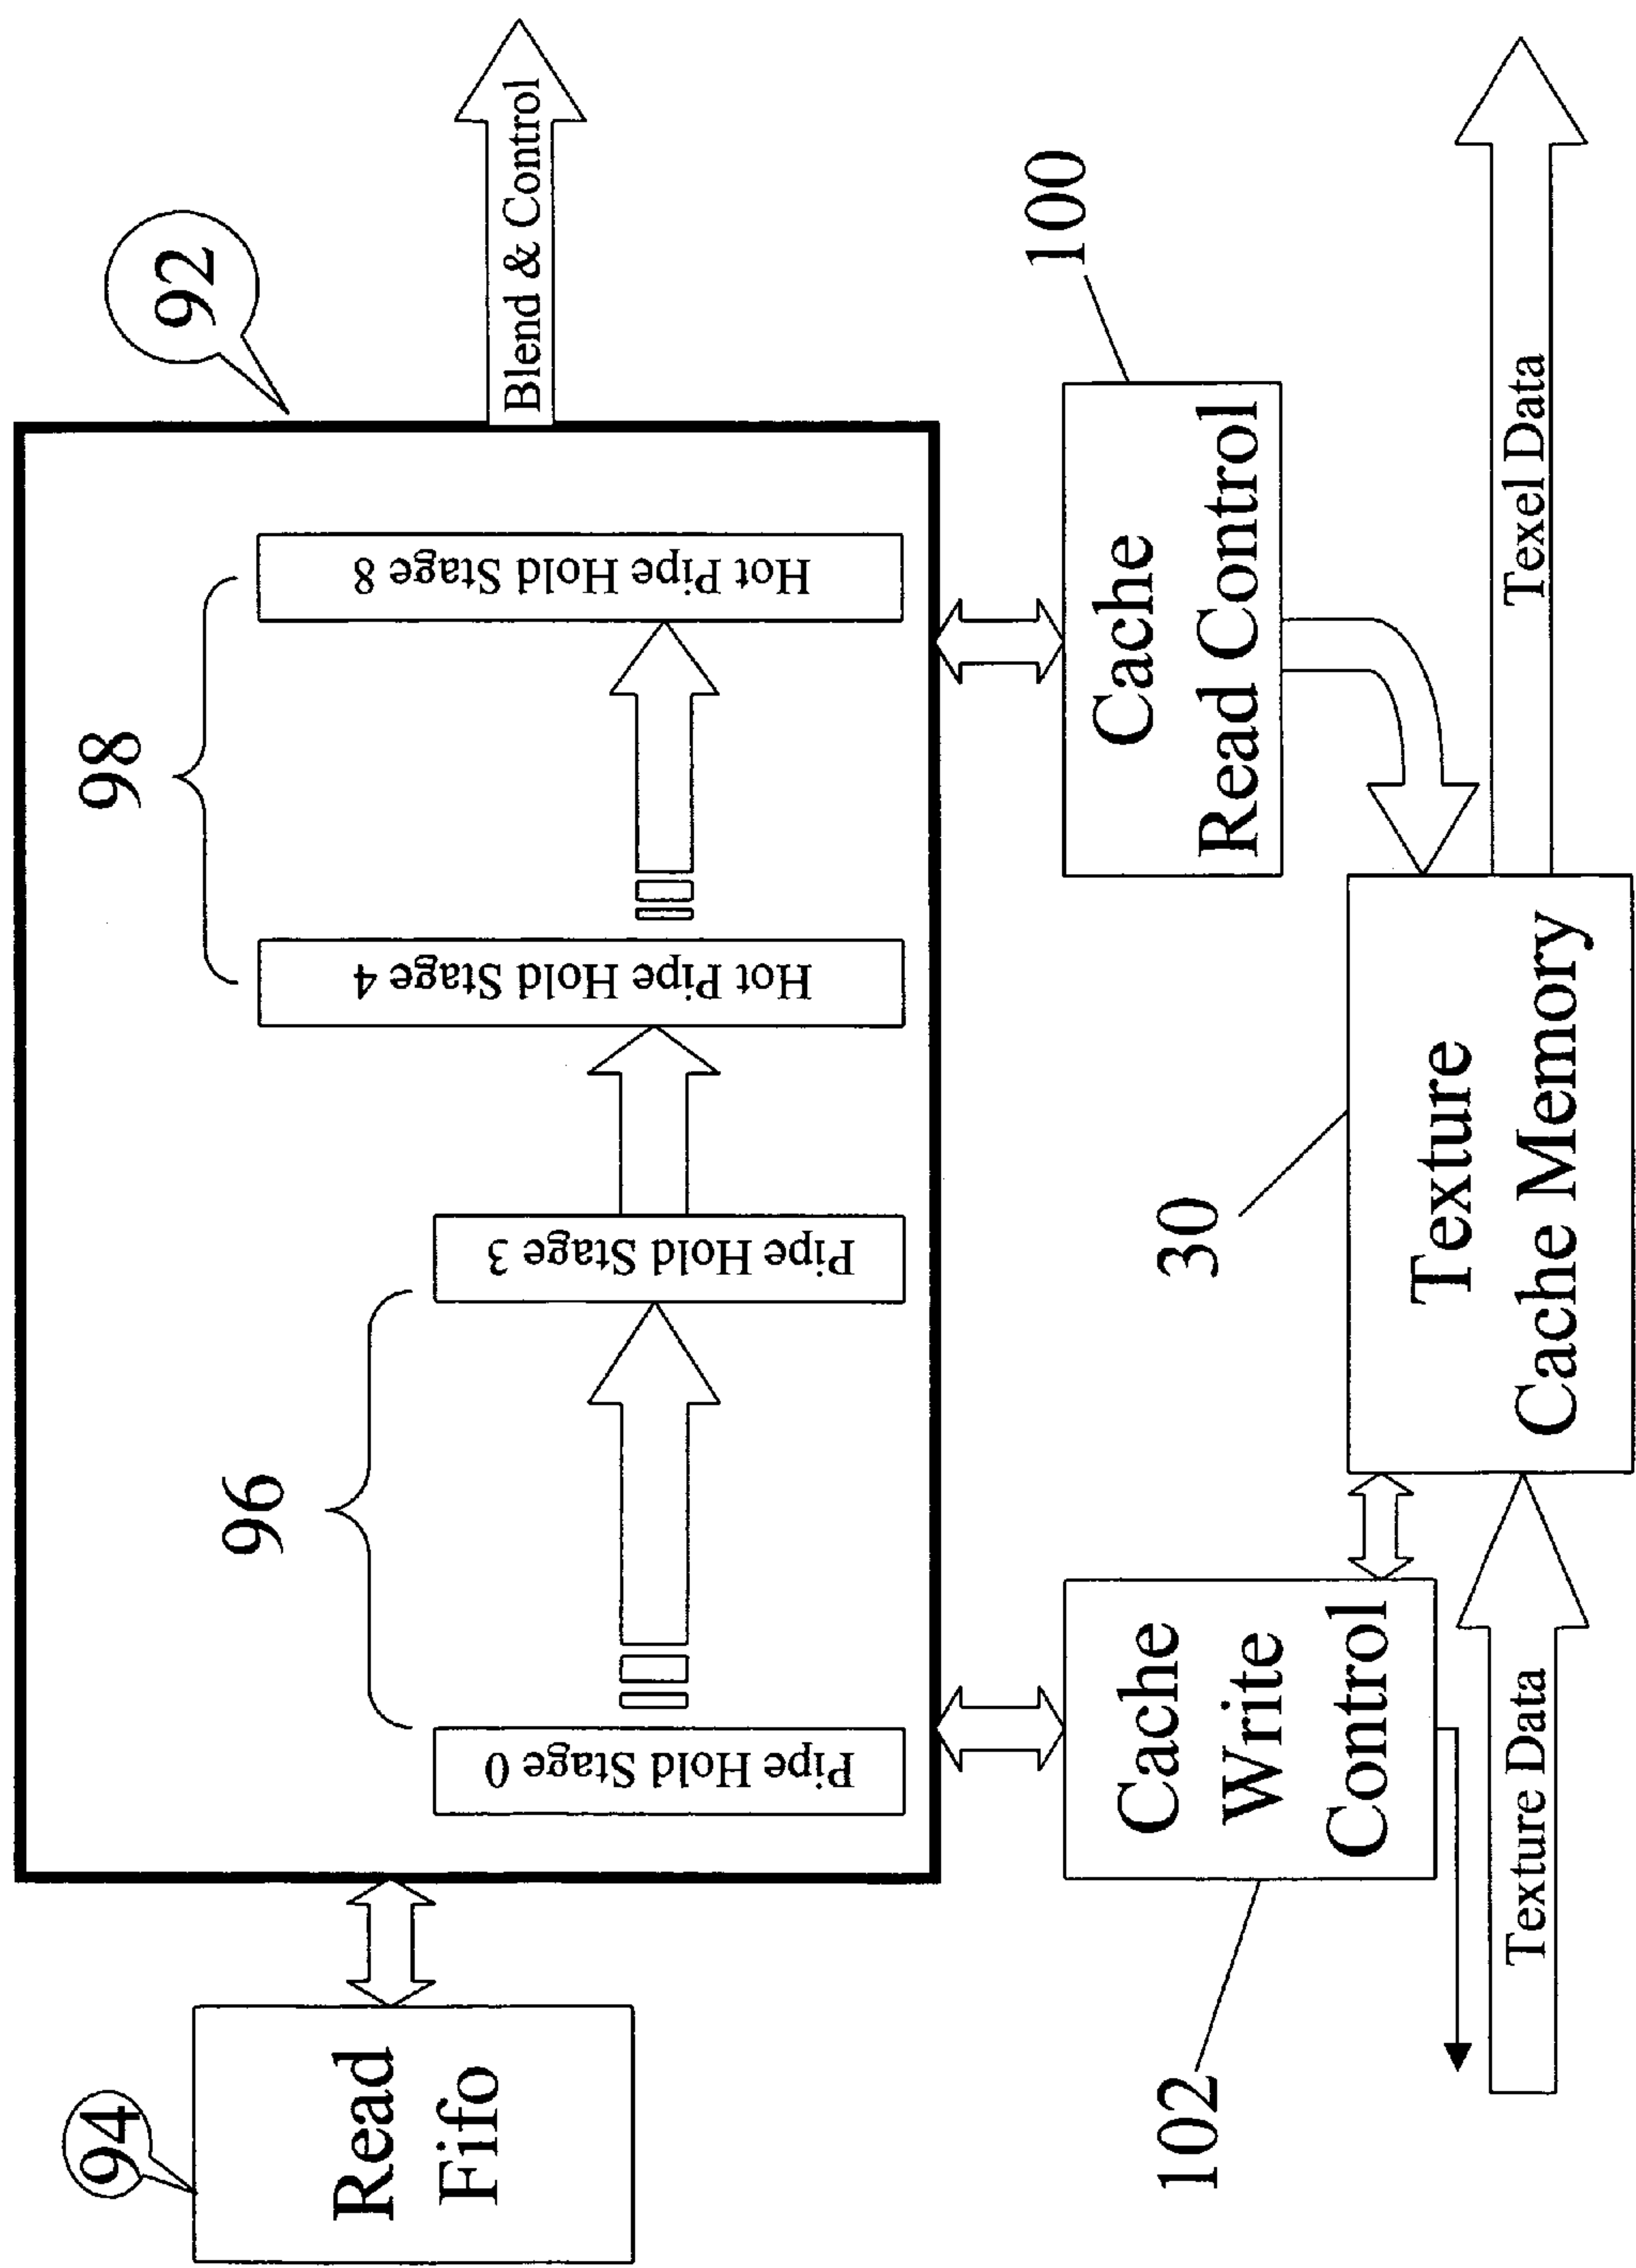 94
Read
Fifo
92
96
98
Pipe Hold Stage 0
Pipe Hold Stage 3
Hot Pipe Hold Stage 4
Hot Pipe Hold Stage 8
Blend & Control
102
Cache
Write
Control
100
Cache
Read Control
30
Texture
Cache Memory
Texture Data
Texel Data